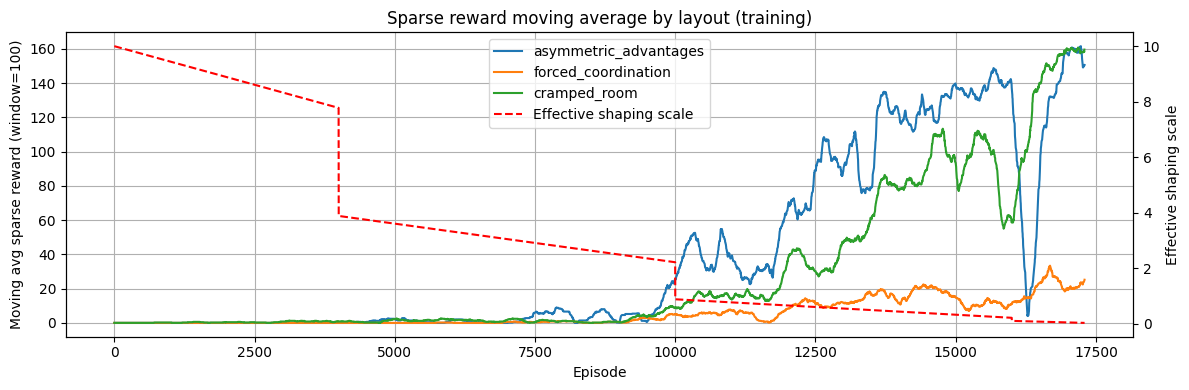 Sparse reward moving average by layout (training)
Moving avg sparse reward (window=100)
160
140
120
100
80
60
40
20
0
asymmetric_advantages
forced_coordination
cramped_room
Effective shaping scale
10
8
6
4
2
0
Effective shaping scale
0
2500
5000
7500
10000
12500
15000
17500
Episode